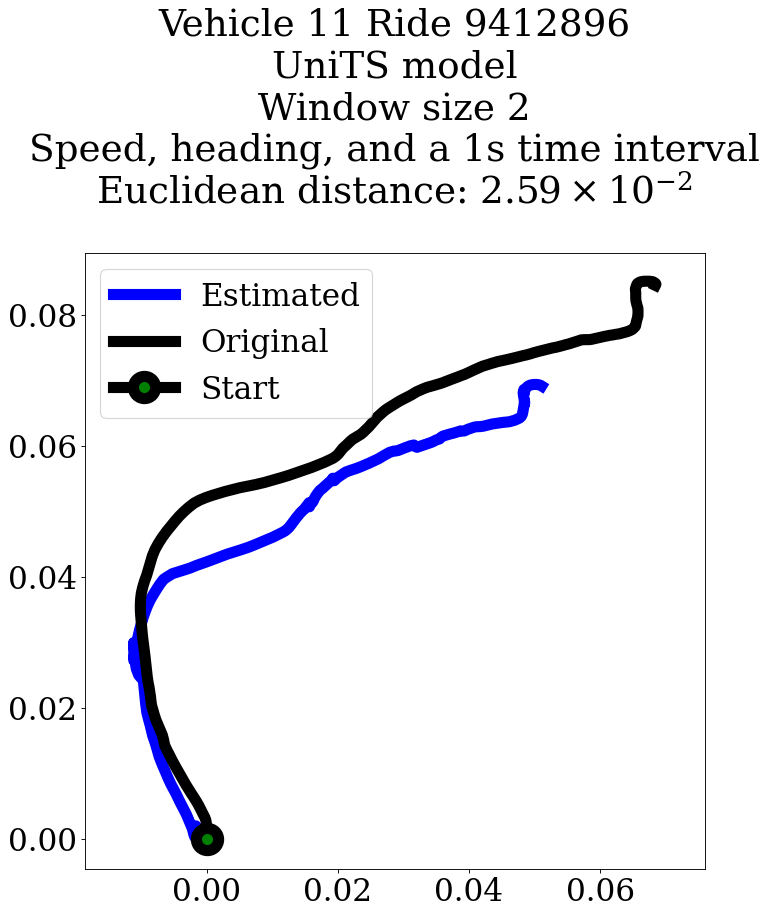 Vehicle 11 Ride 9412896
UniTS model
Window size 2
Speed, heading, and a 1s time interval
Euclidean distance: 2.59 × 10⁻²
Estimated
Original
Start
0.08
0.06
0.04
0.02
0.00
0.00 0.02 0.04 0.06